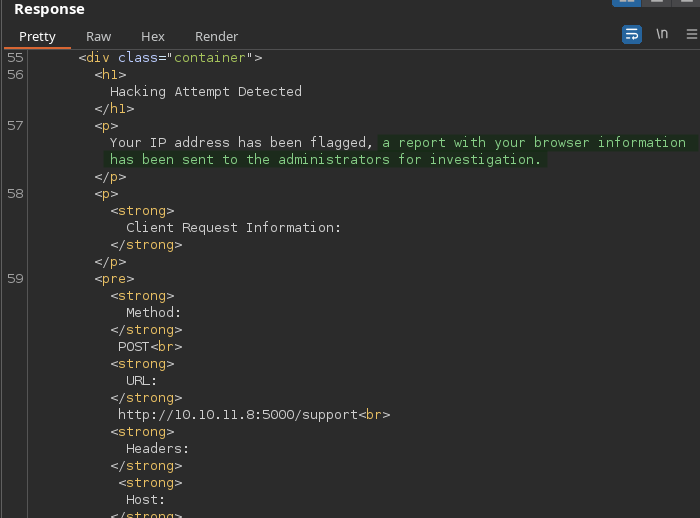 Response
Pretty Raw Hex Render \n
55 <div class="container">
56 <h1>
Hacking Attempt Detected
</h1>
57 <p>
Your IP address has been flagged, a report with your browser information
has been sent to the administrators for investigation.
</p>
58 <p>
<strong>
Client Request Information:
</strong>
</p>
59 <pre>
<strong>
Method:
</strong>
POST<br>
<strong>
URL:
</strong>
http://10.10.11.8:5000/support<br>
<strong>
Headers:
</strong>
<strong>
Host:
</strong>